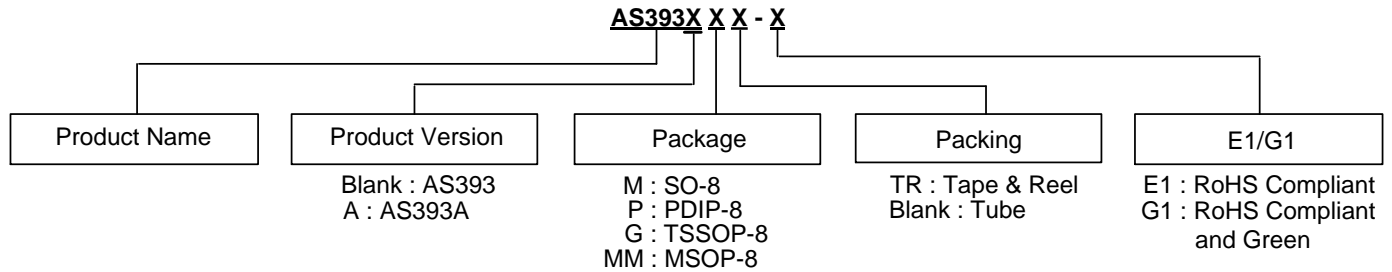 AS393X X X - X
Product Name
Product Version
Package
Packing
E1/G1
Blank : AS393
A : AS393A
M : SO-8
P : PDIP-8
G : TSSOP-8
MM : MSOP-8
TR : Tape & Reel
Blank : Tube
E1 : RoHS Compliant
G1 : RoHS Compliant
and Green